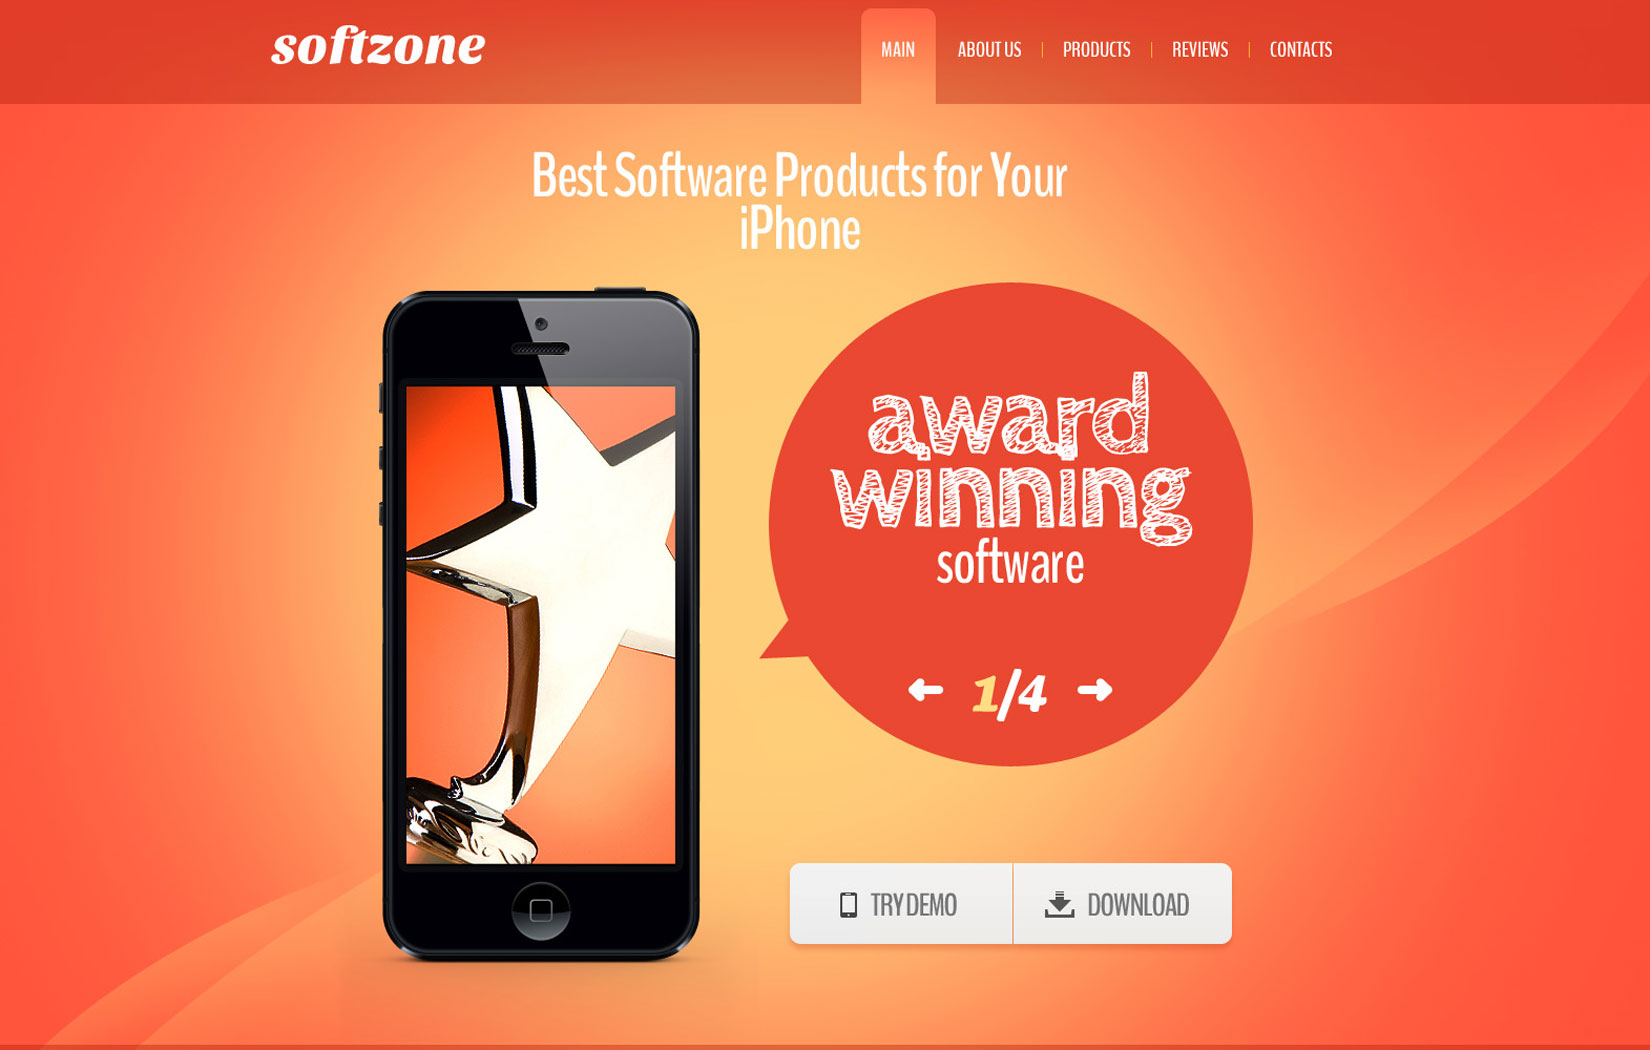 softzone
MAIN
ABOUT US
PRODUCTS
REVIEWS
CONTACTS
Best Software Products for Your
iPhone
award
winning
software
1/4
TRY DEMO
DOWNLOAD